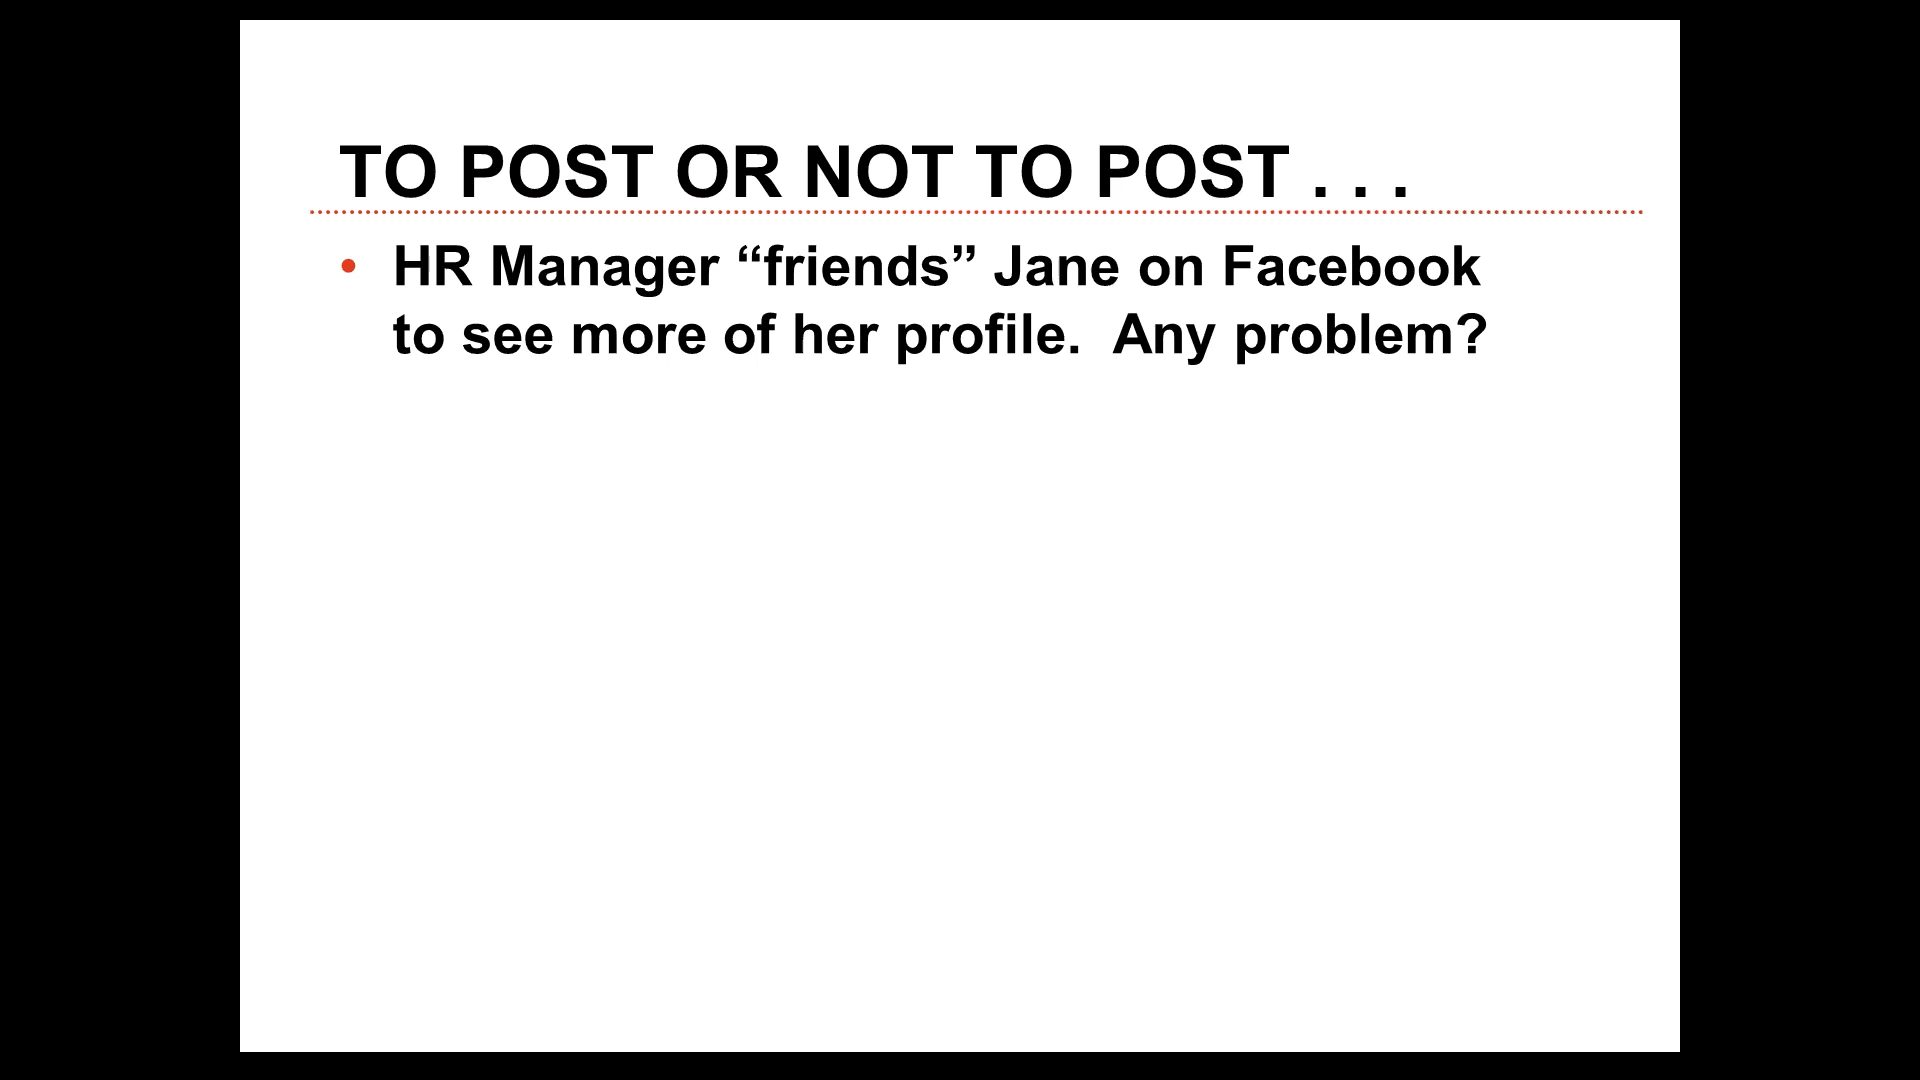 TO POST OR NOT TO POST . . .
• HR Manager “friends” Jane on Facebook
to see more of her profile.  Any problem?